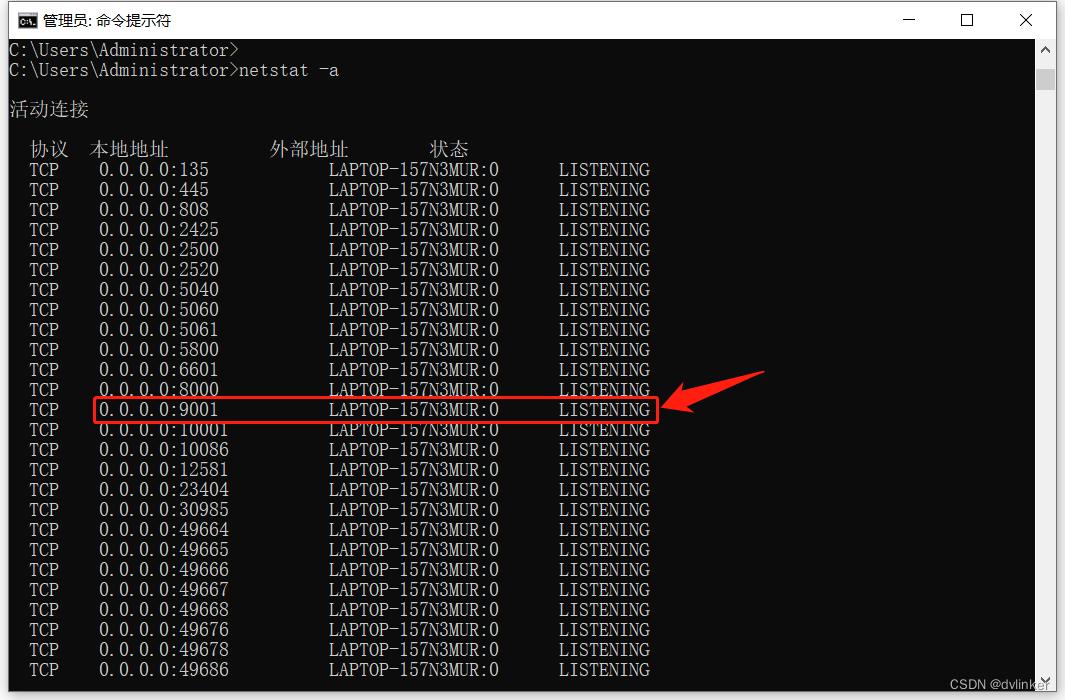 管理员: 命令提示符
C:\Users\Administrator>
C:\Users\Administrator>netstat -a
活动连接
协议 本地地址 外部地址 状态
TCP 0.0.0.0:135 LAPTOP-157N3MUR:0 LISTENING
TCP 0.0.0.0:445 LAPTOP-157N3MUR:0 LISTENING
TCP 0.0.0.0:808 LAPTOP-157N3MUR:0 LISTENING
TCP 0.0.0.0:2425 LAPTOP-157N3MUR:0 LISTENING
TCP 0.0.0.0:2500 LAPTOP-157N3MUR:0 LISTENING
TCP 0.0.0.0:2520 LAPTOP-157N3MUR:0 LISTENING
TCP 0.0.0.0:5040 LAPTOP-157N3MUR:0 LISTENING
TCP 0.0.0.0:5060 LAPTOP-157N3MUR:0 LISTENING
TCP 0.0.0.0:5061 LAPTOP-157N3MUR:0 LISTENING
TCP 0.0.0.0:5800 LAPTOP-157N3MUR:0 LISTENING
TCP 0.0.0.0:6601 LAPTOP-157N3MUR:0 LISTENING
TCP 0.0.0.0:8000 LAPTOP-157N3MUR:0 LISTENING
TCP 0.0.0.0:9001 LAPTOP-157N3MUR:0 LISTENING
TCP 0.0.0.0:10001 LAPTOP-157N3MUR:0 LISTENING
TCP 0.0.0.0:10086 LAPTOP-157N3MUR:0 LISTENING
TCP 0.0.0.0:12581 LAPTOP-157N3MUR:0 LISTENING
TCP 0.0.0.0:23404 LAPTOP-157N3MUR:0 LISTENING
TCP 0.0.0.0:30985 LAPTOP-157N3MUR:0 LISTENING
TCP 0.0.0.0:49664 LAPTOP-157N3MUR:0 LISTENING
TCP 0.0.0.0:49665 LAPTOP-157N3MUR:0 LISTENING
TCP 0.0.0.0:49666 LAPTOP-157N3MUR:0 LISTENING
TCP 0.0.0.0:49667 LAPTOP-157N3MUR:0 LISTENING
TCP 0.0.0.0:49668 LAPTOP-157N3MUR:0 LISTENING
TCP 0.0.0.0:49676 LAPTOP-157N3MUR:0 LISTENING
TCP 0.0.0.0:49678 LAPTOP-157N3MUR:0 LISTENING
TCP 0.0.0.0:49686 LAPTOP-157N3MUR:0 LISTENING
CSDN @dvlinker